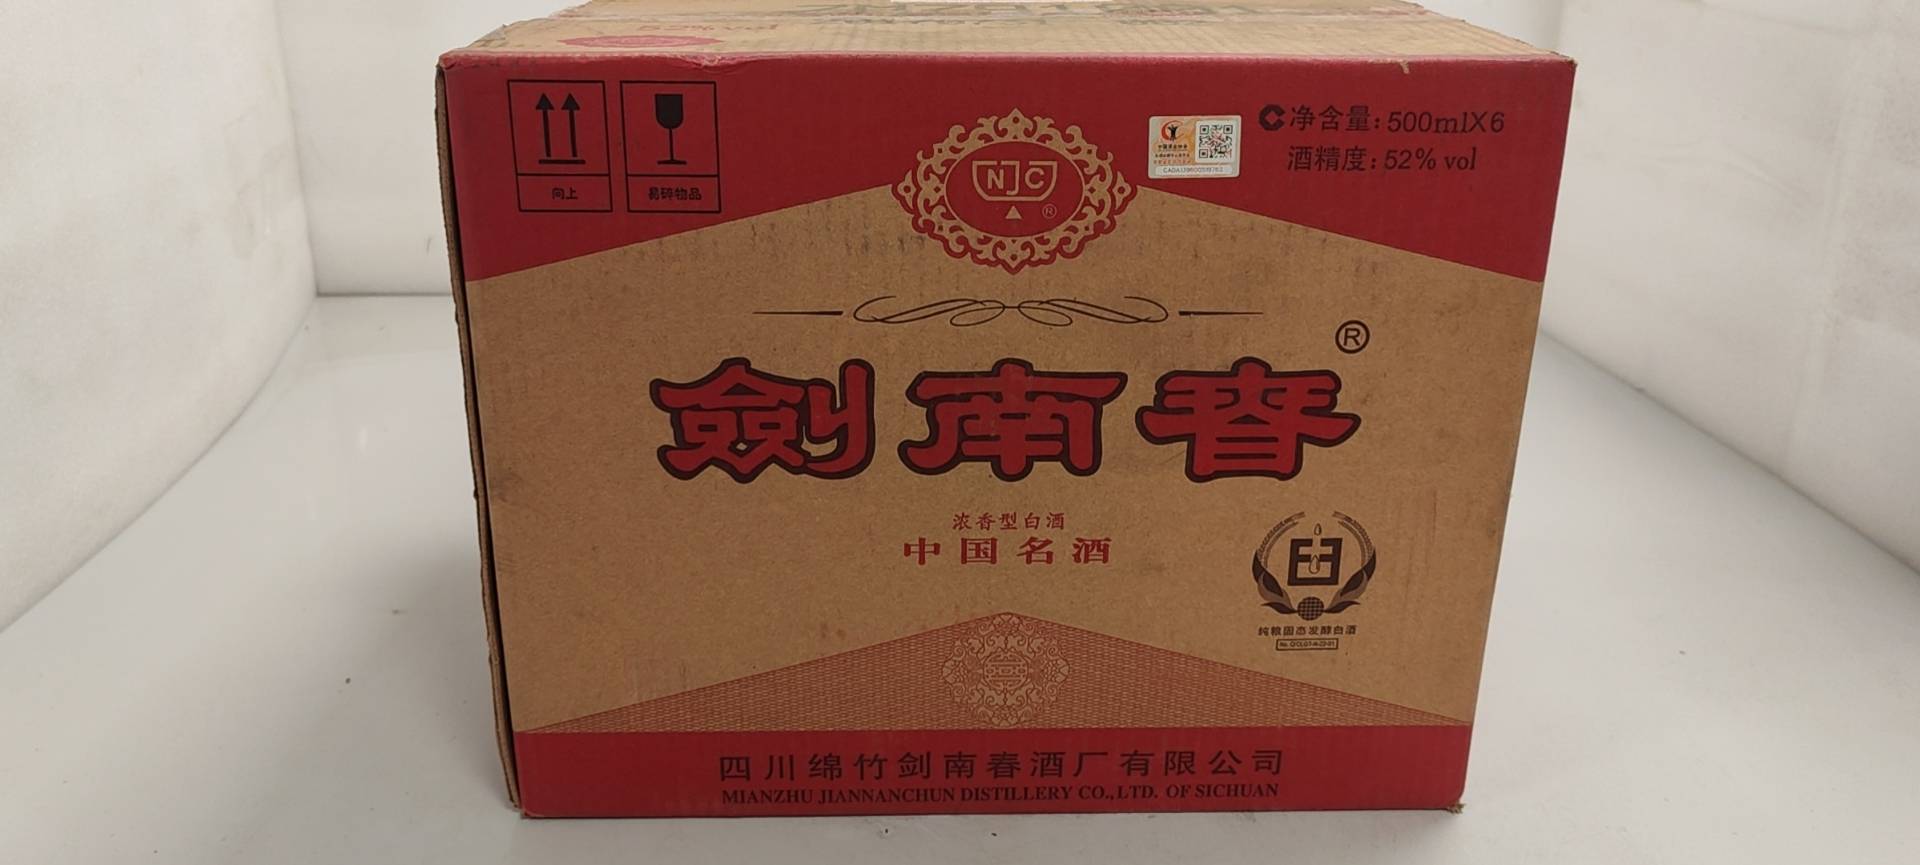 52% vol
向上
易碎物品
NJC
®
净含量:500mlX6
酒精度:52% vol
劍南春®
浓香型白酒
中国名酒
纯粮固态发酵白酒
四川绵竹剑南春酒厂有限公司
MIANZHU JIANNANCHUN DISTILLERY CO.,LTD. OF SICHUAN